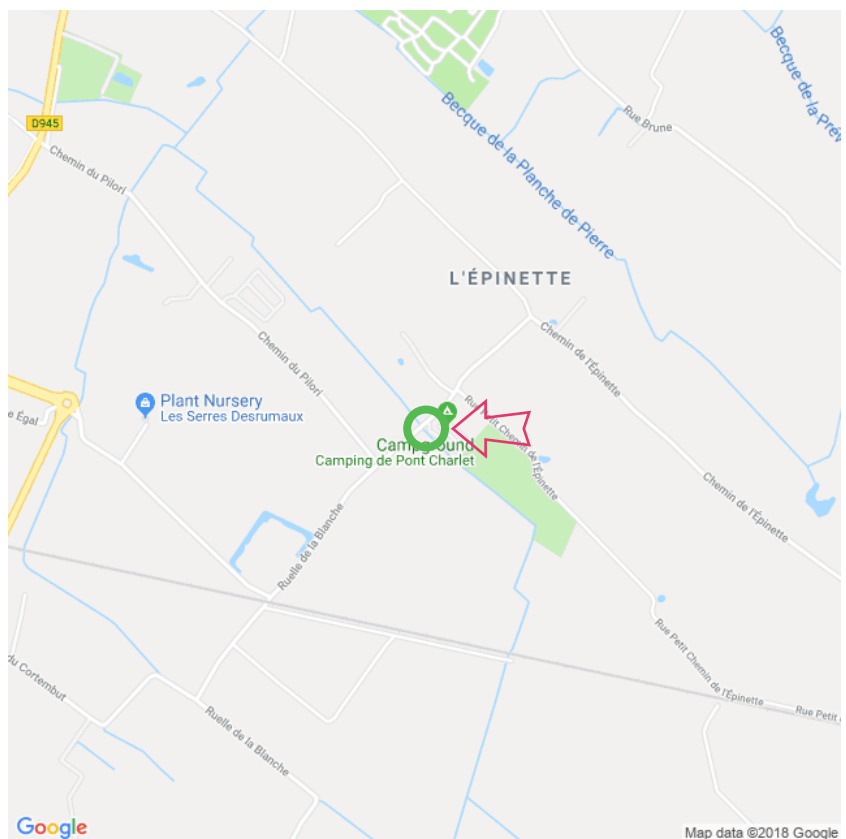 Becque de la Prév
D945
Rue Brune
Chemin du Pilori
Becque de la Planche de Pierre
L'ÉPINETTE
Chemin de l'Épinette
Chemin du Pilori
Plant Nursery
Les Serres Desrumaux
e Égal
Rue Petit Chemin de l'Épinette
Campground
Camping de Pont Charlet
Chemin de l'Épinette
Ruelle de la Blanche
Rue Petit Chemin de l'Épinette
du Cortembut
Ruelle de la Blanche
Rue Petit C
Google
Map data ©2018 Google